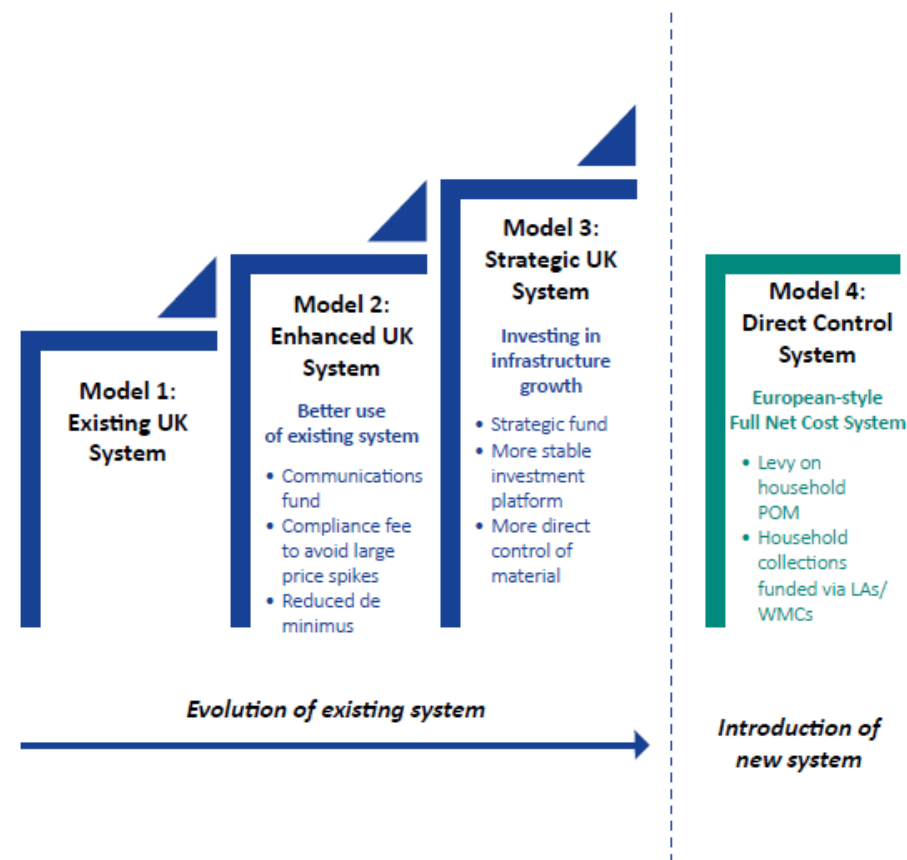 Model 1:
Existing UK
System
Model 2:
Enhanced UK
System
Better use
of existing system
• Communications
fund
• Compliance fee
to avoid large
price spikes
• Reduced de
minimus
Model 3:
Strategic UK
System
Investing in
infrastructure
growth
• Strategic fund
• More stable
investment
platform
• More direct
control of
material
Model 4:
Direct Control
System
European-style
Full Net Cost System
• Levy on
household
POM
• Household
collections
funded via LAs/
WMCs
Evolution of existing system
Introduction of
new system